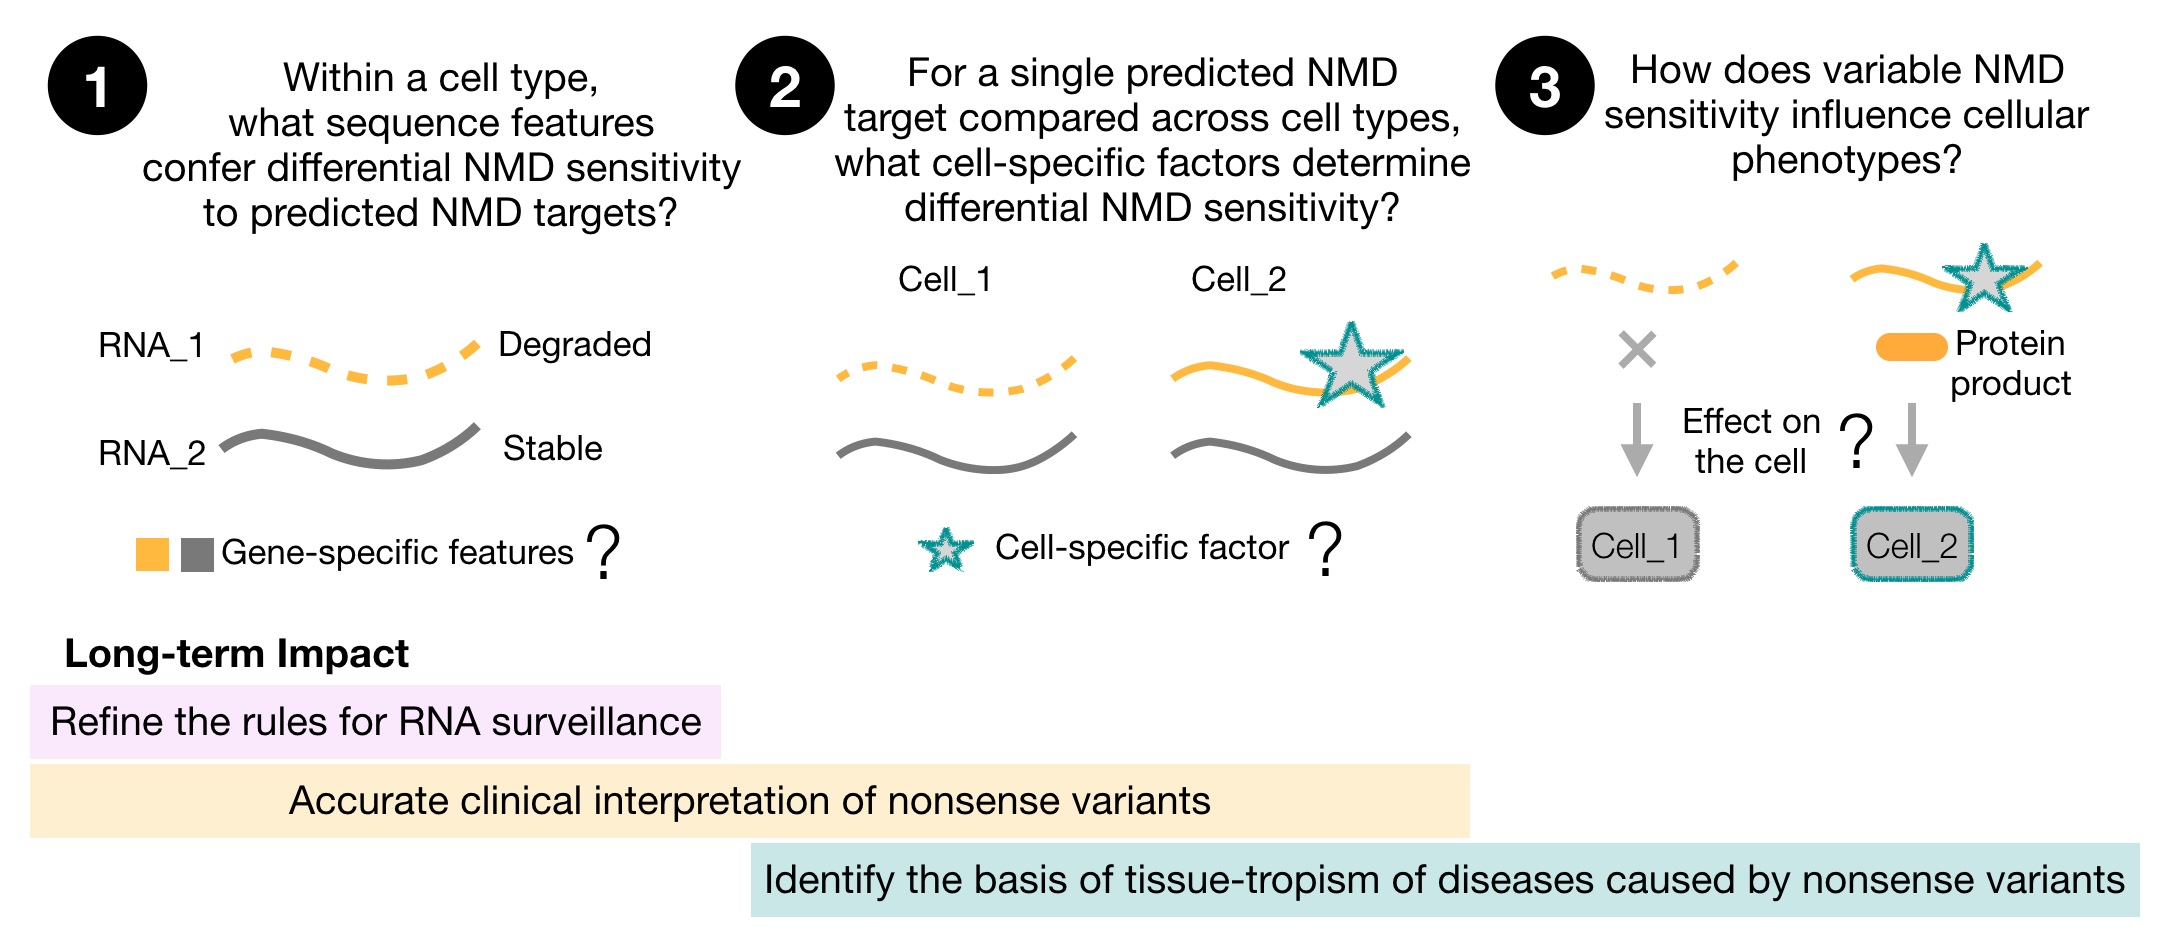 1
Within a cell type,
what sequence features
confer differential NMD sensitivity
to predicted NMD targets?
RNA_1
Degraded
RNA_2
Stable
Gene-specific features ?
2
For a single predicted NMD
target compared across cell types,
what cell-specific factors determine
differential NMD sensitivity?
Cell_1
Cell_2
Cell-specific factor ?
3
How does variable NMD
sensitivity influence cellular
phenotypes?
Protein
product
Effect on
the cell ?
Cell_1
Cell_2
Long-term Impact
Refine the rules for RNA surveillance
Accurate clinical interpretation of nonsense variants
Identify the basis of tissue-tropism of diseases caused by nonsense variants